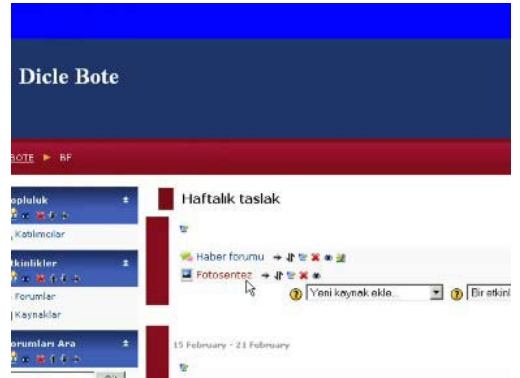 Dicle Bote
BOTE ► BF
opluluk
Katılımcılar
tkinlikler
Forumlar
Kaynaklar
orumları Ara
Haftalık taslak
Haber forumu
Fotosentez
Yeni kaynak ekle...
Bir etkinl
15 February - 21 February